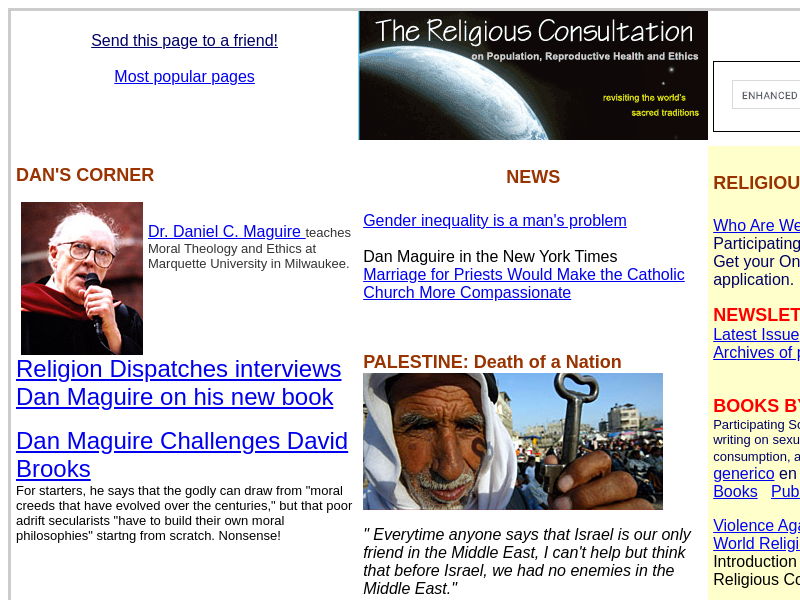 Send this page to a friend!
Most popular pages
The Religious Consultation
on Population, Reproductive Health and Ethics
revisiting the world's
sacred traditions
ENHANCED
DAN'S CORNER
Dr. Daniel C. Maguire teaches
Moral Theology and Ethics at
Marquette University in Milwaukee.
Religion Dispatches interviews
Dan Maguire on his new book
Dan Maguire Challenges David
Brooks
For starters, he says that the godly can draw from "moral
creeds that have evolved over the centuries," but that poor
adrift secularists "have to build their own moral
philosophies" startng from scratch. Nonsense!
NEWS
Gender inequality is a man's problem
Dan Maguire in the New York Times
Marriage for Priests Would Make the Catholic
Church More Compassionate
PALESTINE: Death of a Nation
" Everytime anyone says that Israel is our only
friend in the Middle East, I can't help but think
that before Israel, we had no enemies in the
Middle East."
RELIGIOU
Who Are We
Participating
Get your On
application.
NEWSLET
Latest Issue
Archives of p
BOOKS BY
Participating Sc
writing on sexu
consumption, a
generico en
Books Pub
Violence Aga
World Religi
Introduction
Religious Co